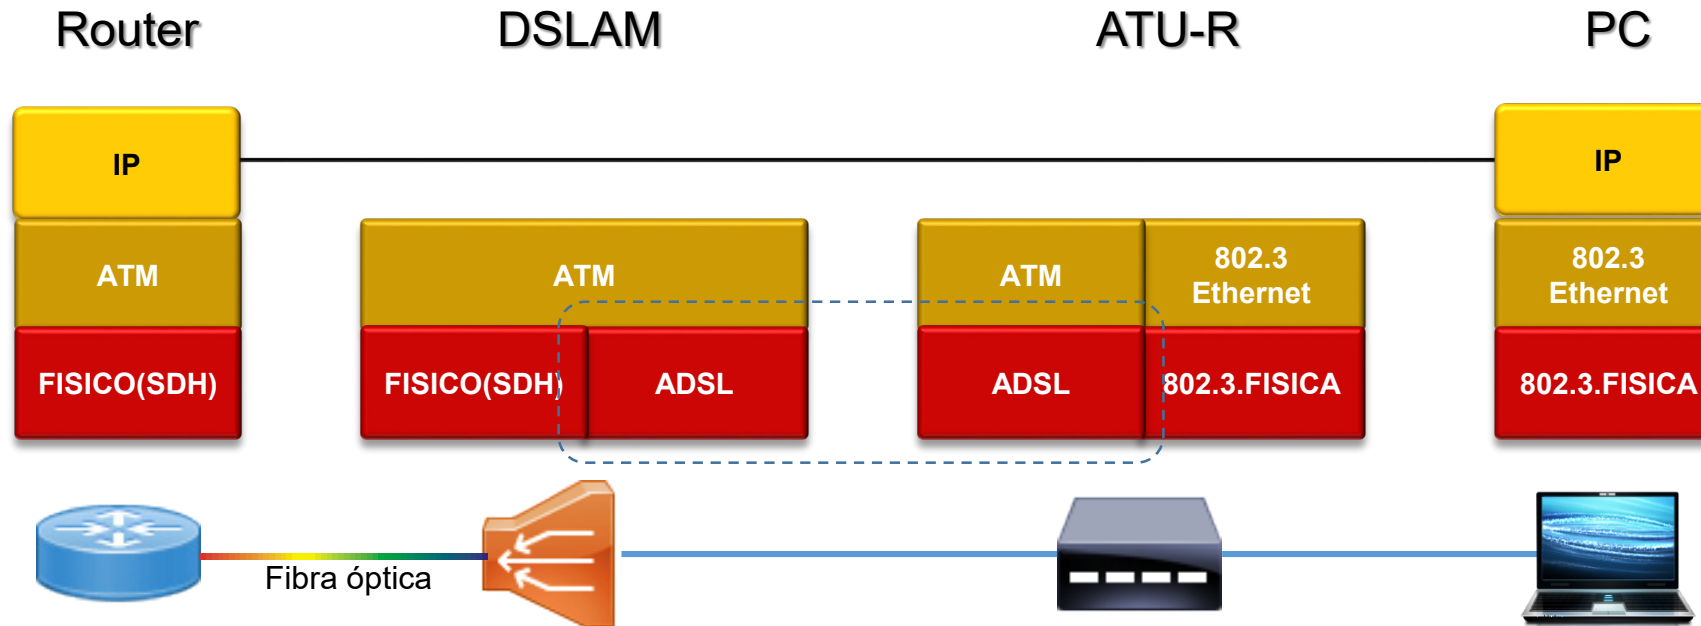 Router
DSLAM
ATU-R
PC
IP
IP
ATM
ATM
ATM
802.3
Ethernet
802.3
Ethernet
FISICO(SDH)
FISICO(SDH)
ADSL
ADSL
802.3.FISICA
802.3.FISICA
Fibra óptica